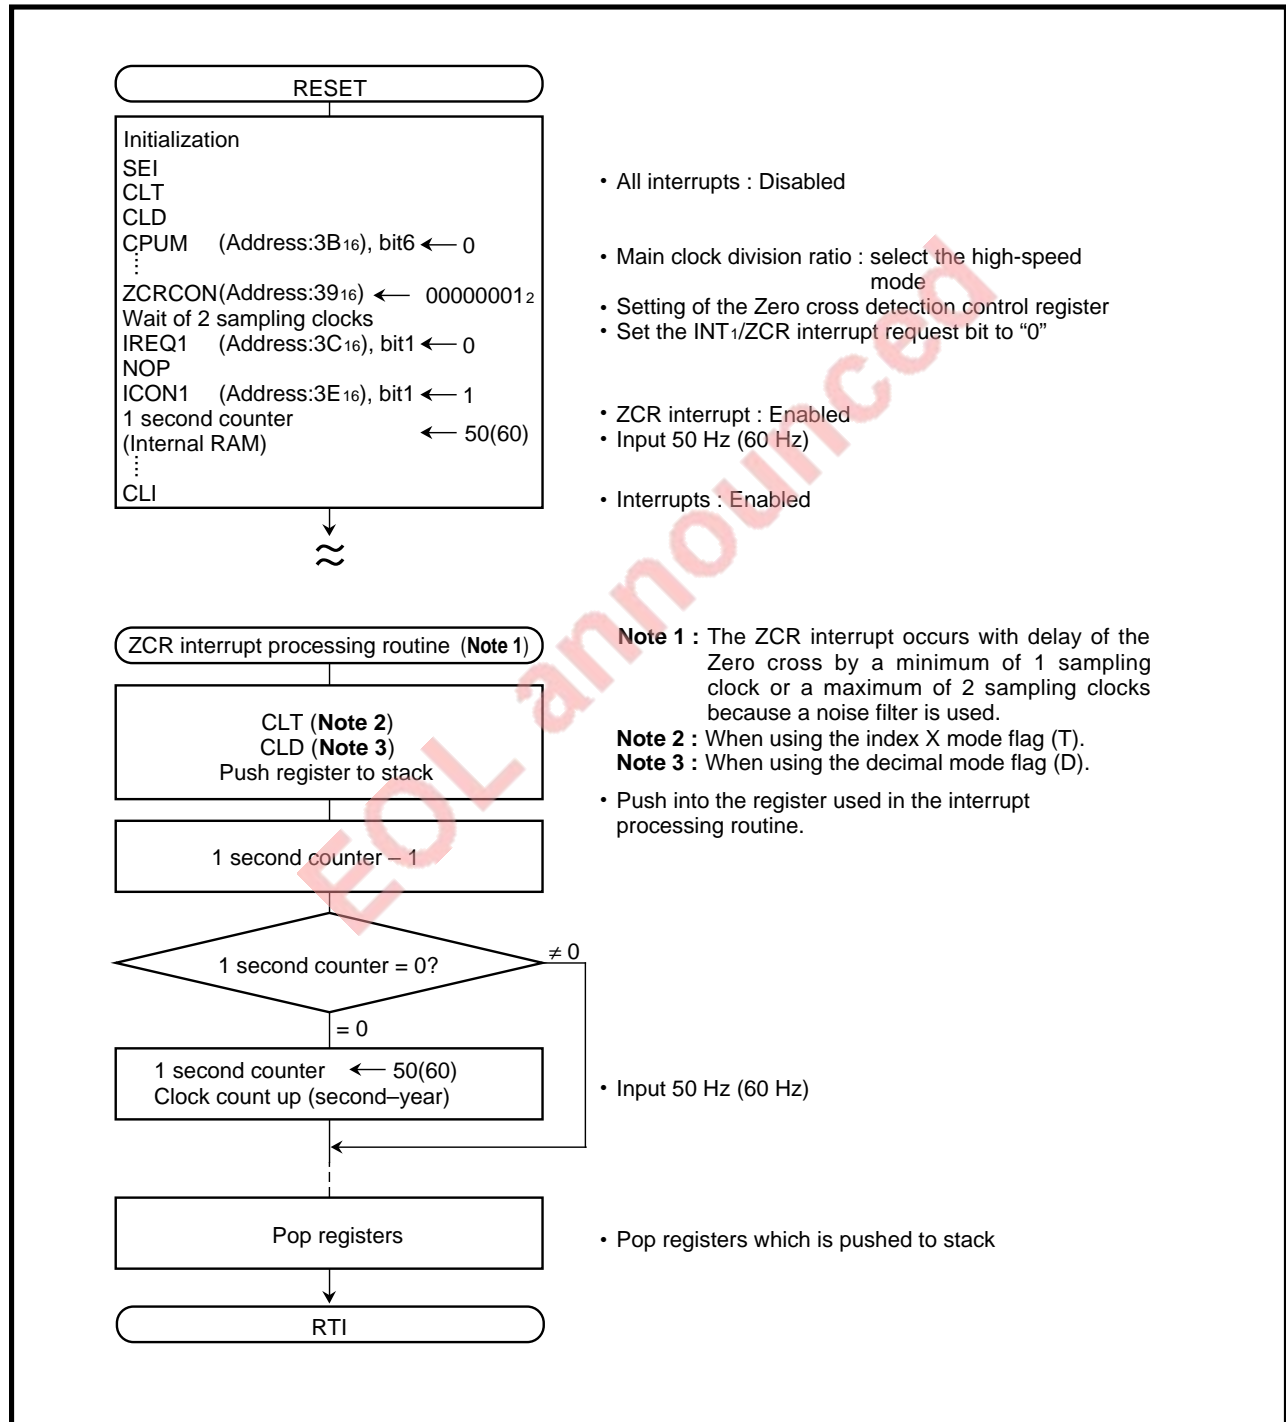 RESET
Initialization
SEI
CLT
CLD
CPUM (Address:3B16), bit6 ← 0
ZCRCON(Address:3916) ← 000000012
Wait of 2 sampling clocks
IREQ1 (Address:3C16), bit1 ← 0
NOP
ICON1 (Address:3E16), bit1 ← 1
1 second counter
(Internal RAM) ← 50(60)
CLI
• All interrupts : Disabled
• Main clock division ratio : select the high-speed
mode
• Setting of the Zero cross detection control register
• Set the INT1/ZCR interrupt request bit to “0”
• ZCR interrupt : Enabled
• Input 50 Hz (60 Hz)
• Interrupts : Enabled
≈
ZCR interrupt processing routine (Note 1)
CLT (Note 2)
CLD (Note 3)
Push register to stack
Note 1 : The ZCR interrupt occurs with delay of the
Zero cross by a minimum of 1 sampling
clock or a maximum of 2 sampling clocks
because a noise filter is used.
Note 2 : When using the index X mode flag (T).
Note 3 : When using the decimal mode flag (D).
• Push into the register used in the interrupt
processing routine.
1 second counter – 1
1 second counter = 0?
≠ 0
= 0
1 second counter ← 50(60)
Clock count up (second–year)
• Input 50 Hz (60 Hz)
Pop registers
• Pop registers which is pushed to stack
RTI
EOL announced